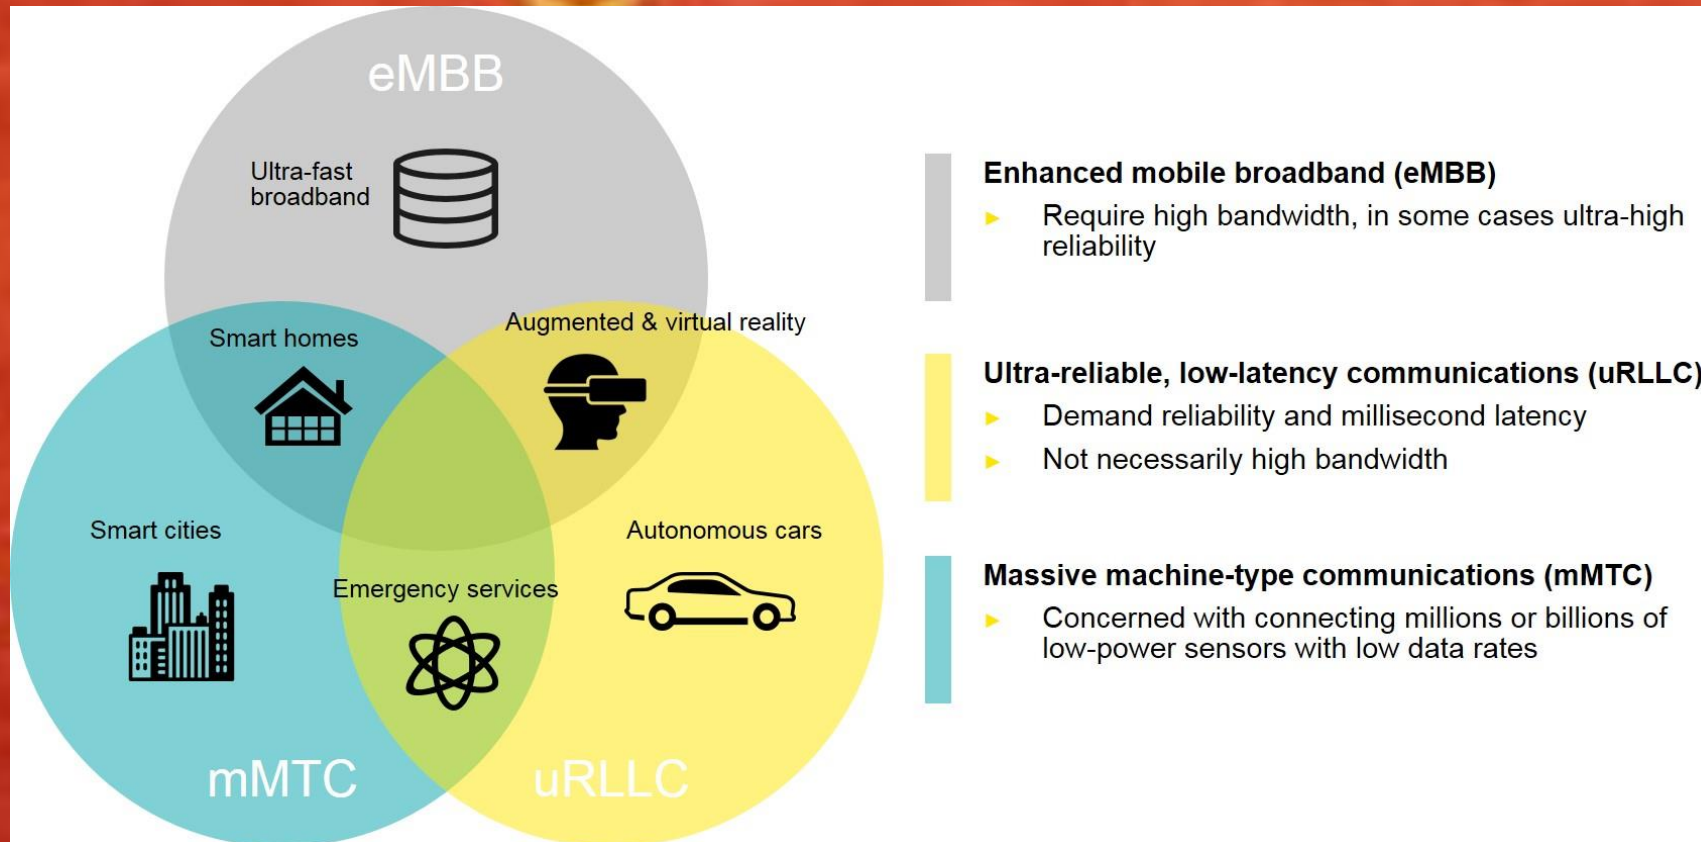 eMBB
Ultra-fast
broadband
Smart homes
Augmented & virtual reality
Smart cities
Autonomous cars
Emergency services
mMTC
uRLLC
Enhanced mobile broadband (eMBB)
► Require high bandwidth, in some cases ultra-high
reliability
Ultra-reliable, low-latency communications (uRLLC)
► Demand reliability and millisecond latency
► Not necessarily high bandwidth
Massive machine-type communications (mMTC)
► Concerned with connecting millions or billions of
low-power sensors with low data rates